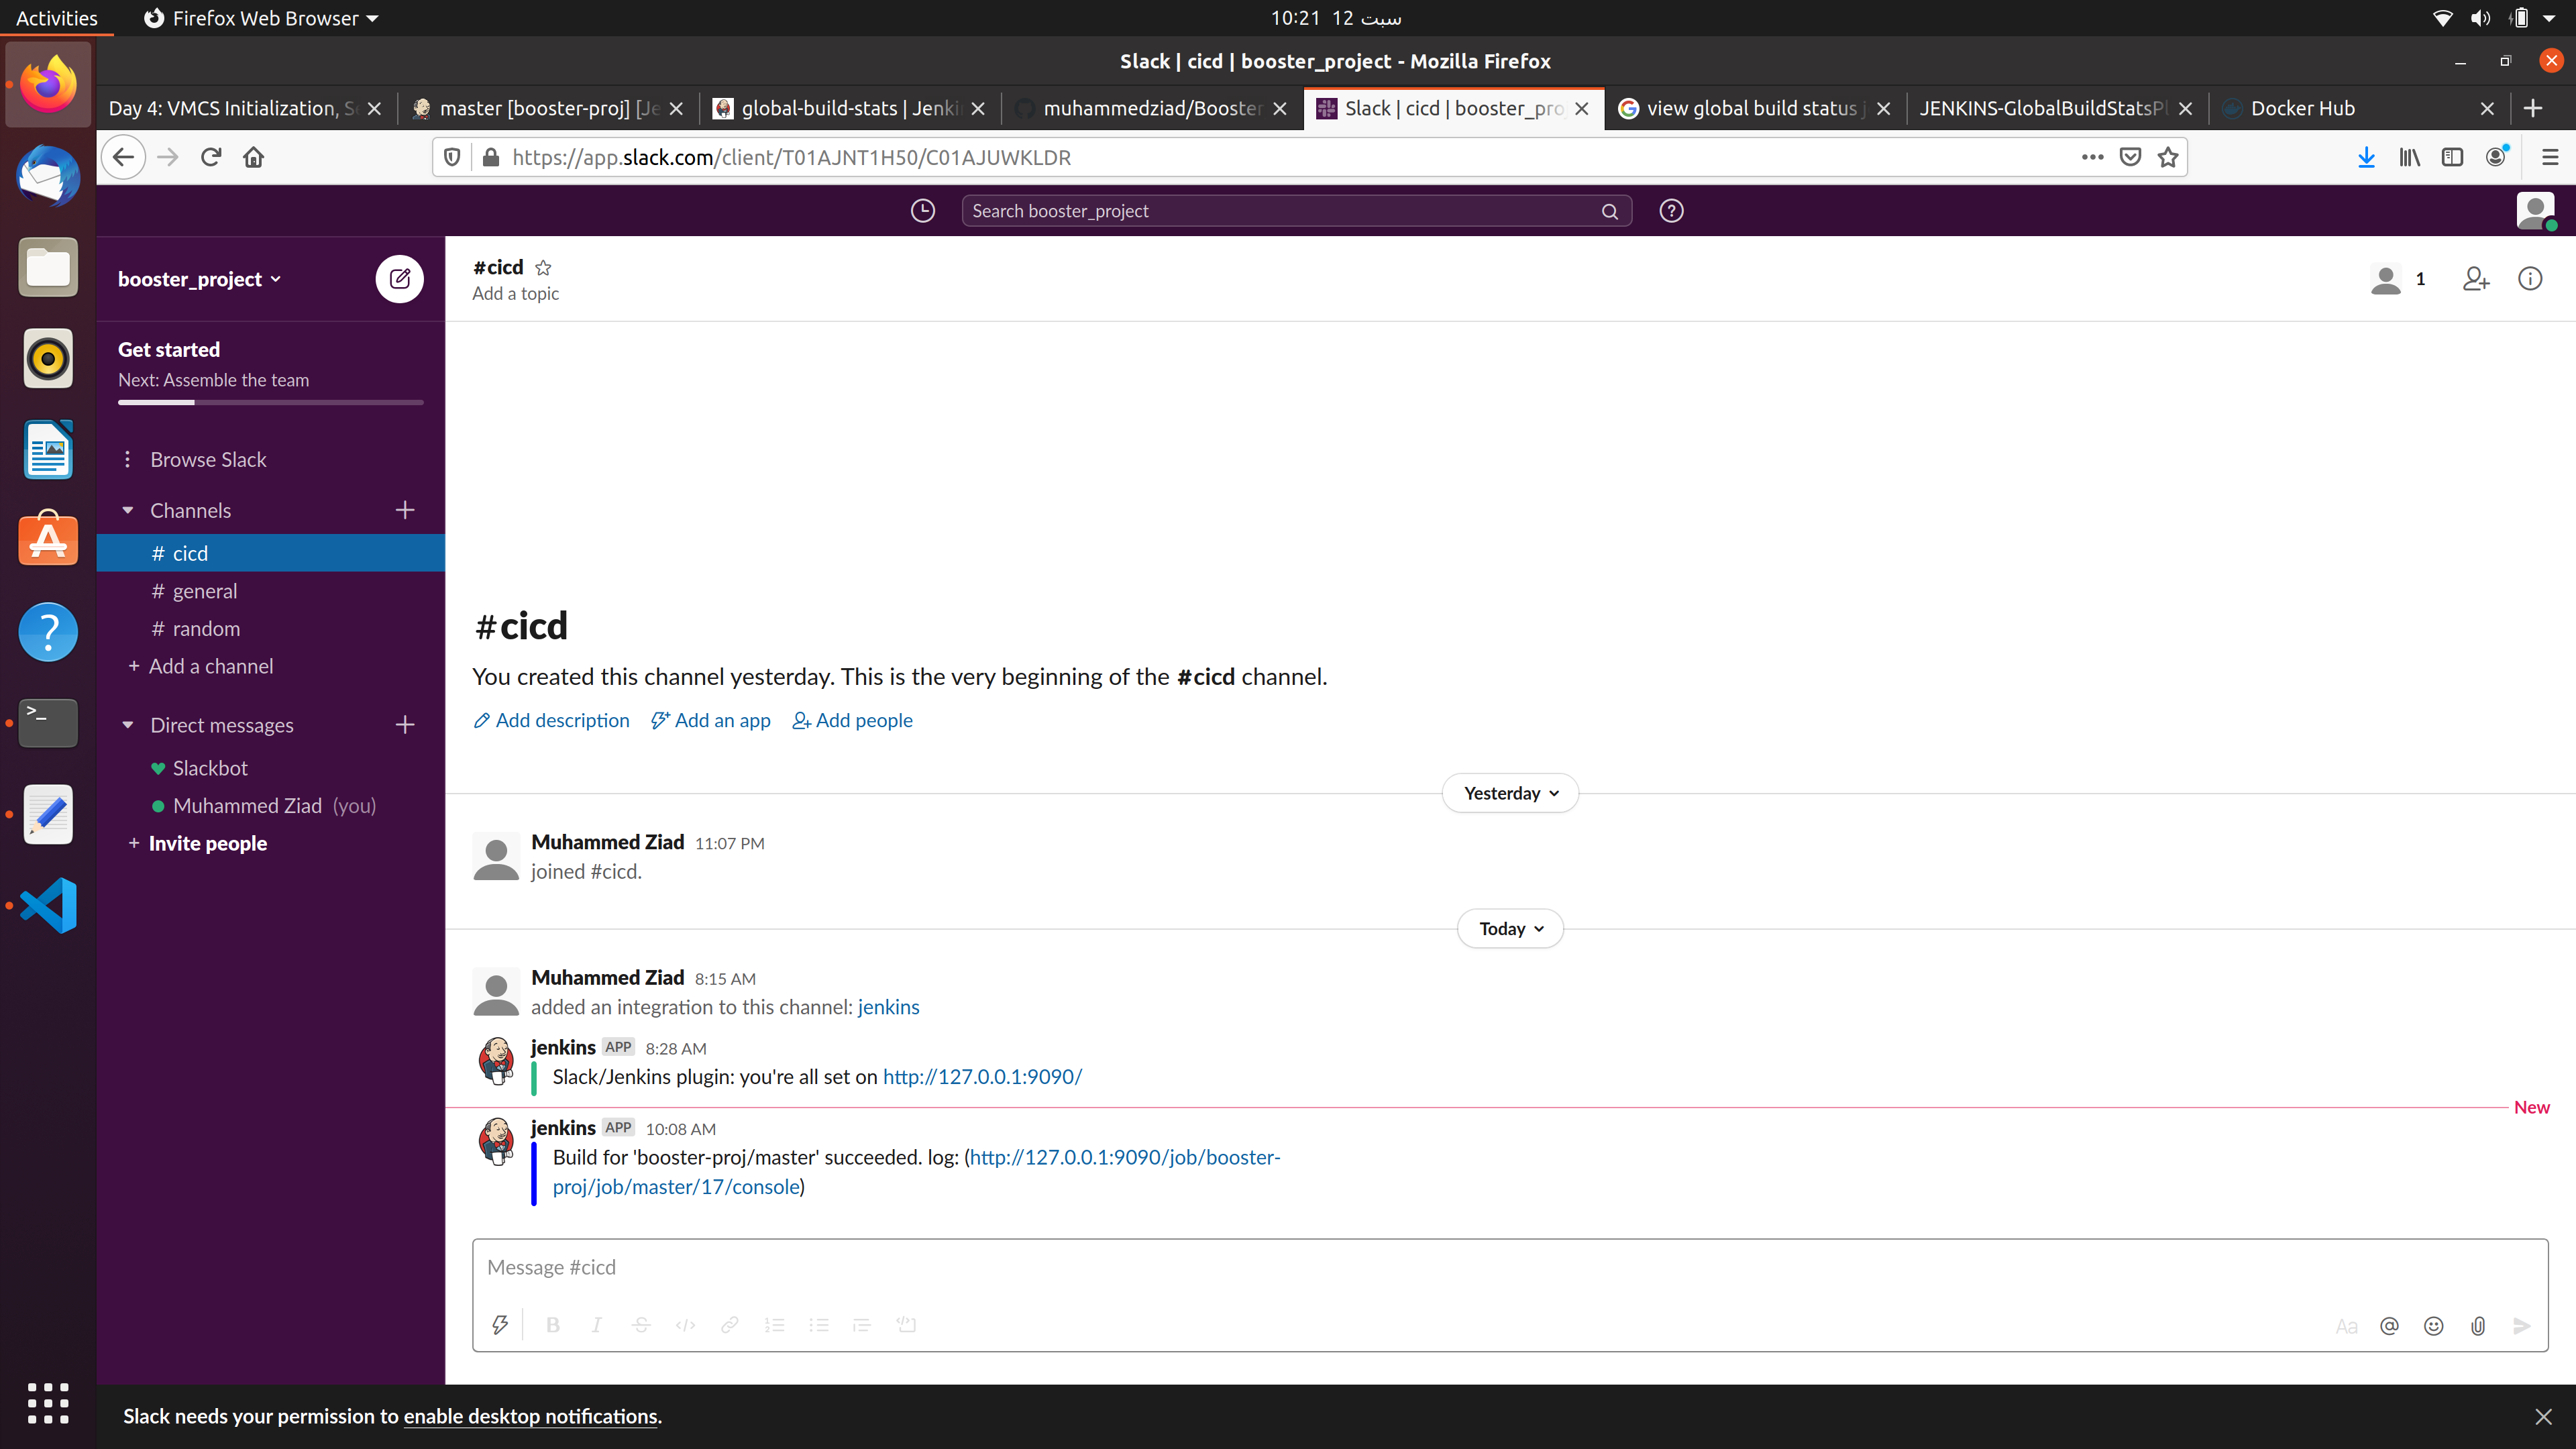 Activities
Firefox Web Browser
10:21 12 سبت
Slack | cicd | booster_project - Mozilla Firefox
Day 4: VMCS Initialization, S
master [booster-proj] [Je
global-build-stats | Jenki
muhammedziad/Booster
Slack | cicd | booster_pro
view global build status j
JENKINS-GlobalBuildStatsPl
Docker Hub
https://app.slack.com/client/T01AJNT1H50/C01AJUWKLDR
Search booster_project
booster_project
Get started
Next: Assemble the team
Browse Slack
Channels
# cicd
# general
# random
+ Add a channel
Direct messages
Slackbot
Muhammed Ziad (you)
+ Invite people
#cicd
Add a topic
1
#cicd
You created this channel yesterday. This is the very beginning of the #cicd channel.
Add description Add an app Add people
Yesterday
Muhammed Ziad 11:07 PM
joined #cicd.
Today
Muhammed Ziad 8:15 AM
added an integration to this channel: jenkins
jenkins APP 8:28 AM
Slack/Jenkins plugin: you're all set on http://127.0.0.1:9090/
New
jenkins APP 10:08 AM
Build for 'booster-proj/master' succeeded. log: (http://127.0.0.1:9090/job/booster-
proj/job/master/17/console)
Message #cicd
Aa
Slack needs your permission to enable desktop notifications.